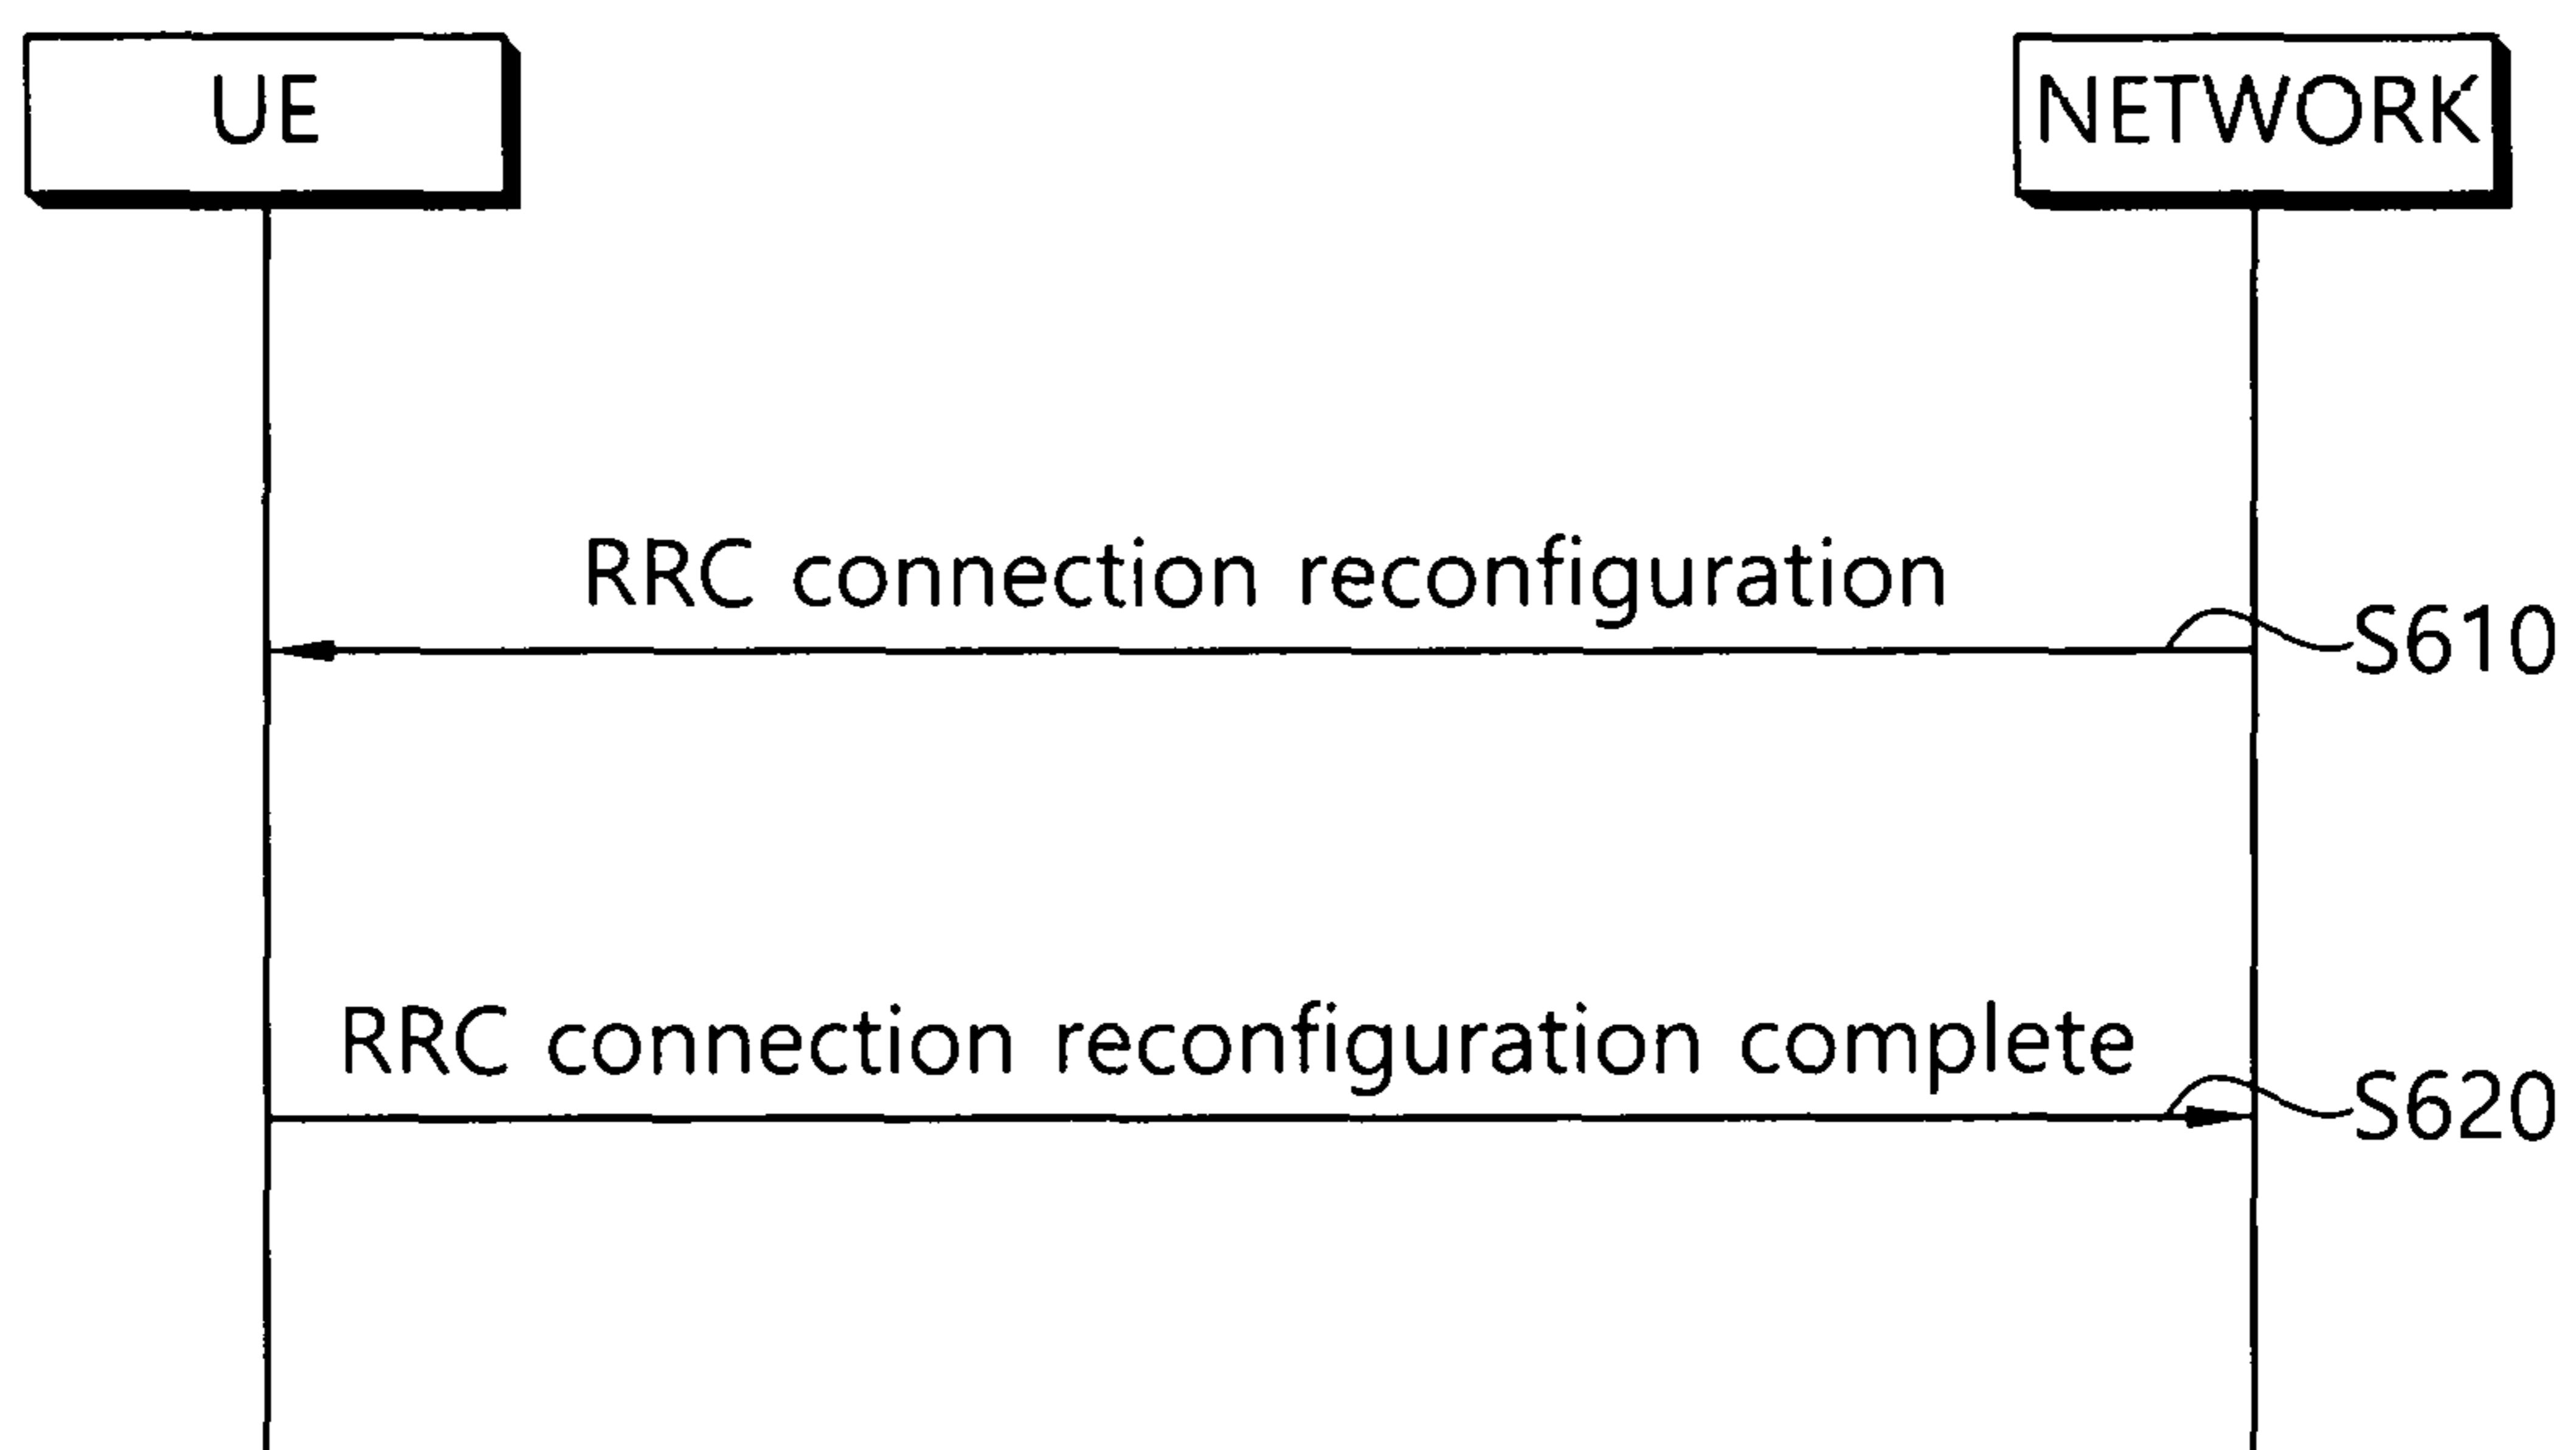 UE
NETWORK
RRC connection reconfiguration
S610
RRC connection reconfiguration complete
S620